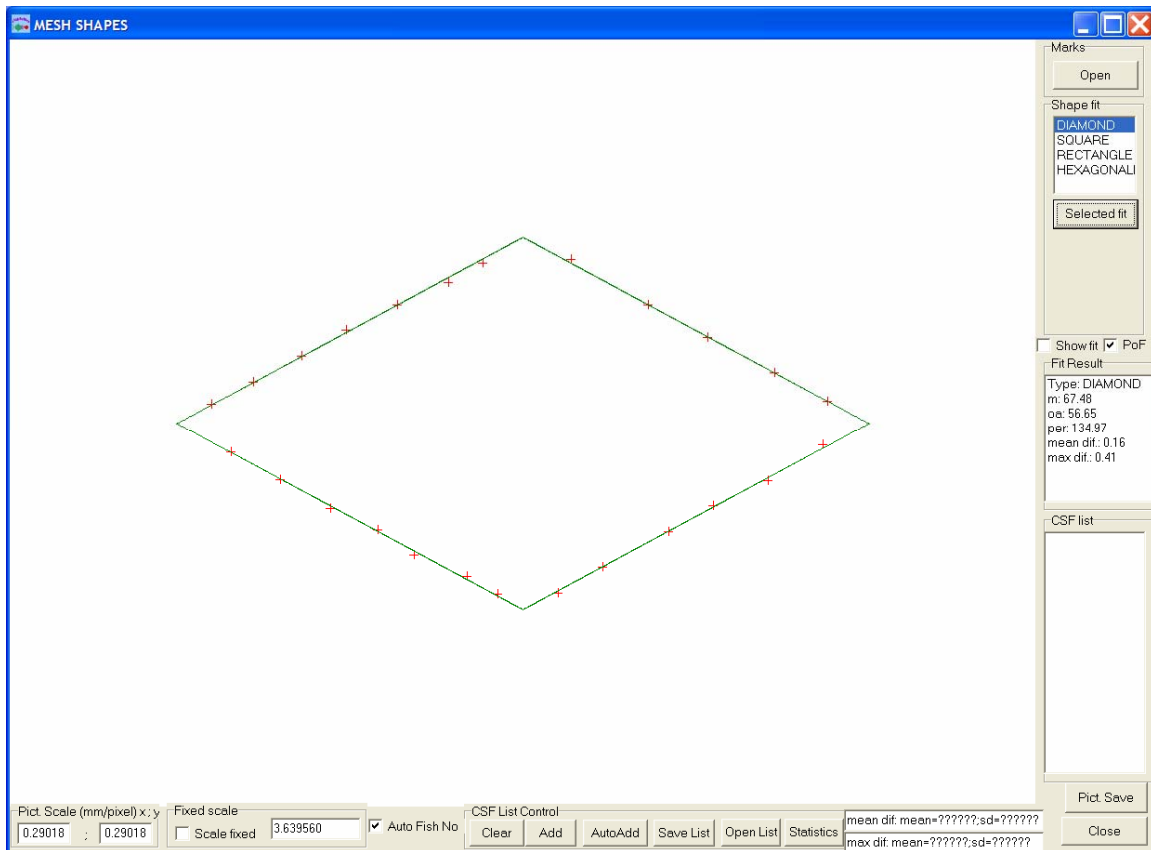 MESH SHAPES
Marks
Open
Shape fit
DIAMOND
SQUARE
RECTANGLE
HEXAGONALI
Selected fit
Show fit PoF
Fit Result
Type: DIAMOND
m: 67.48
oa: 56.65
per: 134.97
mean dif.: 0.16
max dif.: 0.41
CSF list
Pict. Save
Close
Pict. Scale (mm/pixel) x ; y
0.29018 ; 0.29018
Fixed scale
Scale fixed 3.639560
Auto Fish No
CSF List Control
Clear Add AutoAdd Save List Open List Statistics
mean dif: mean=??????;sd=??????
max dif: mean=??????;sd=??????